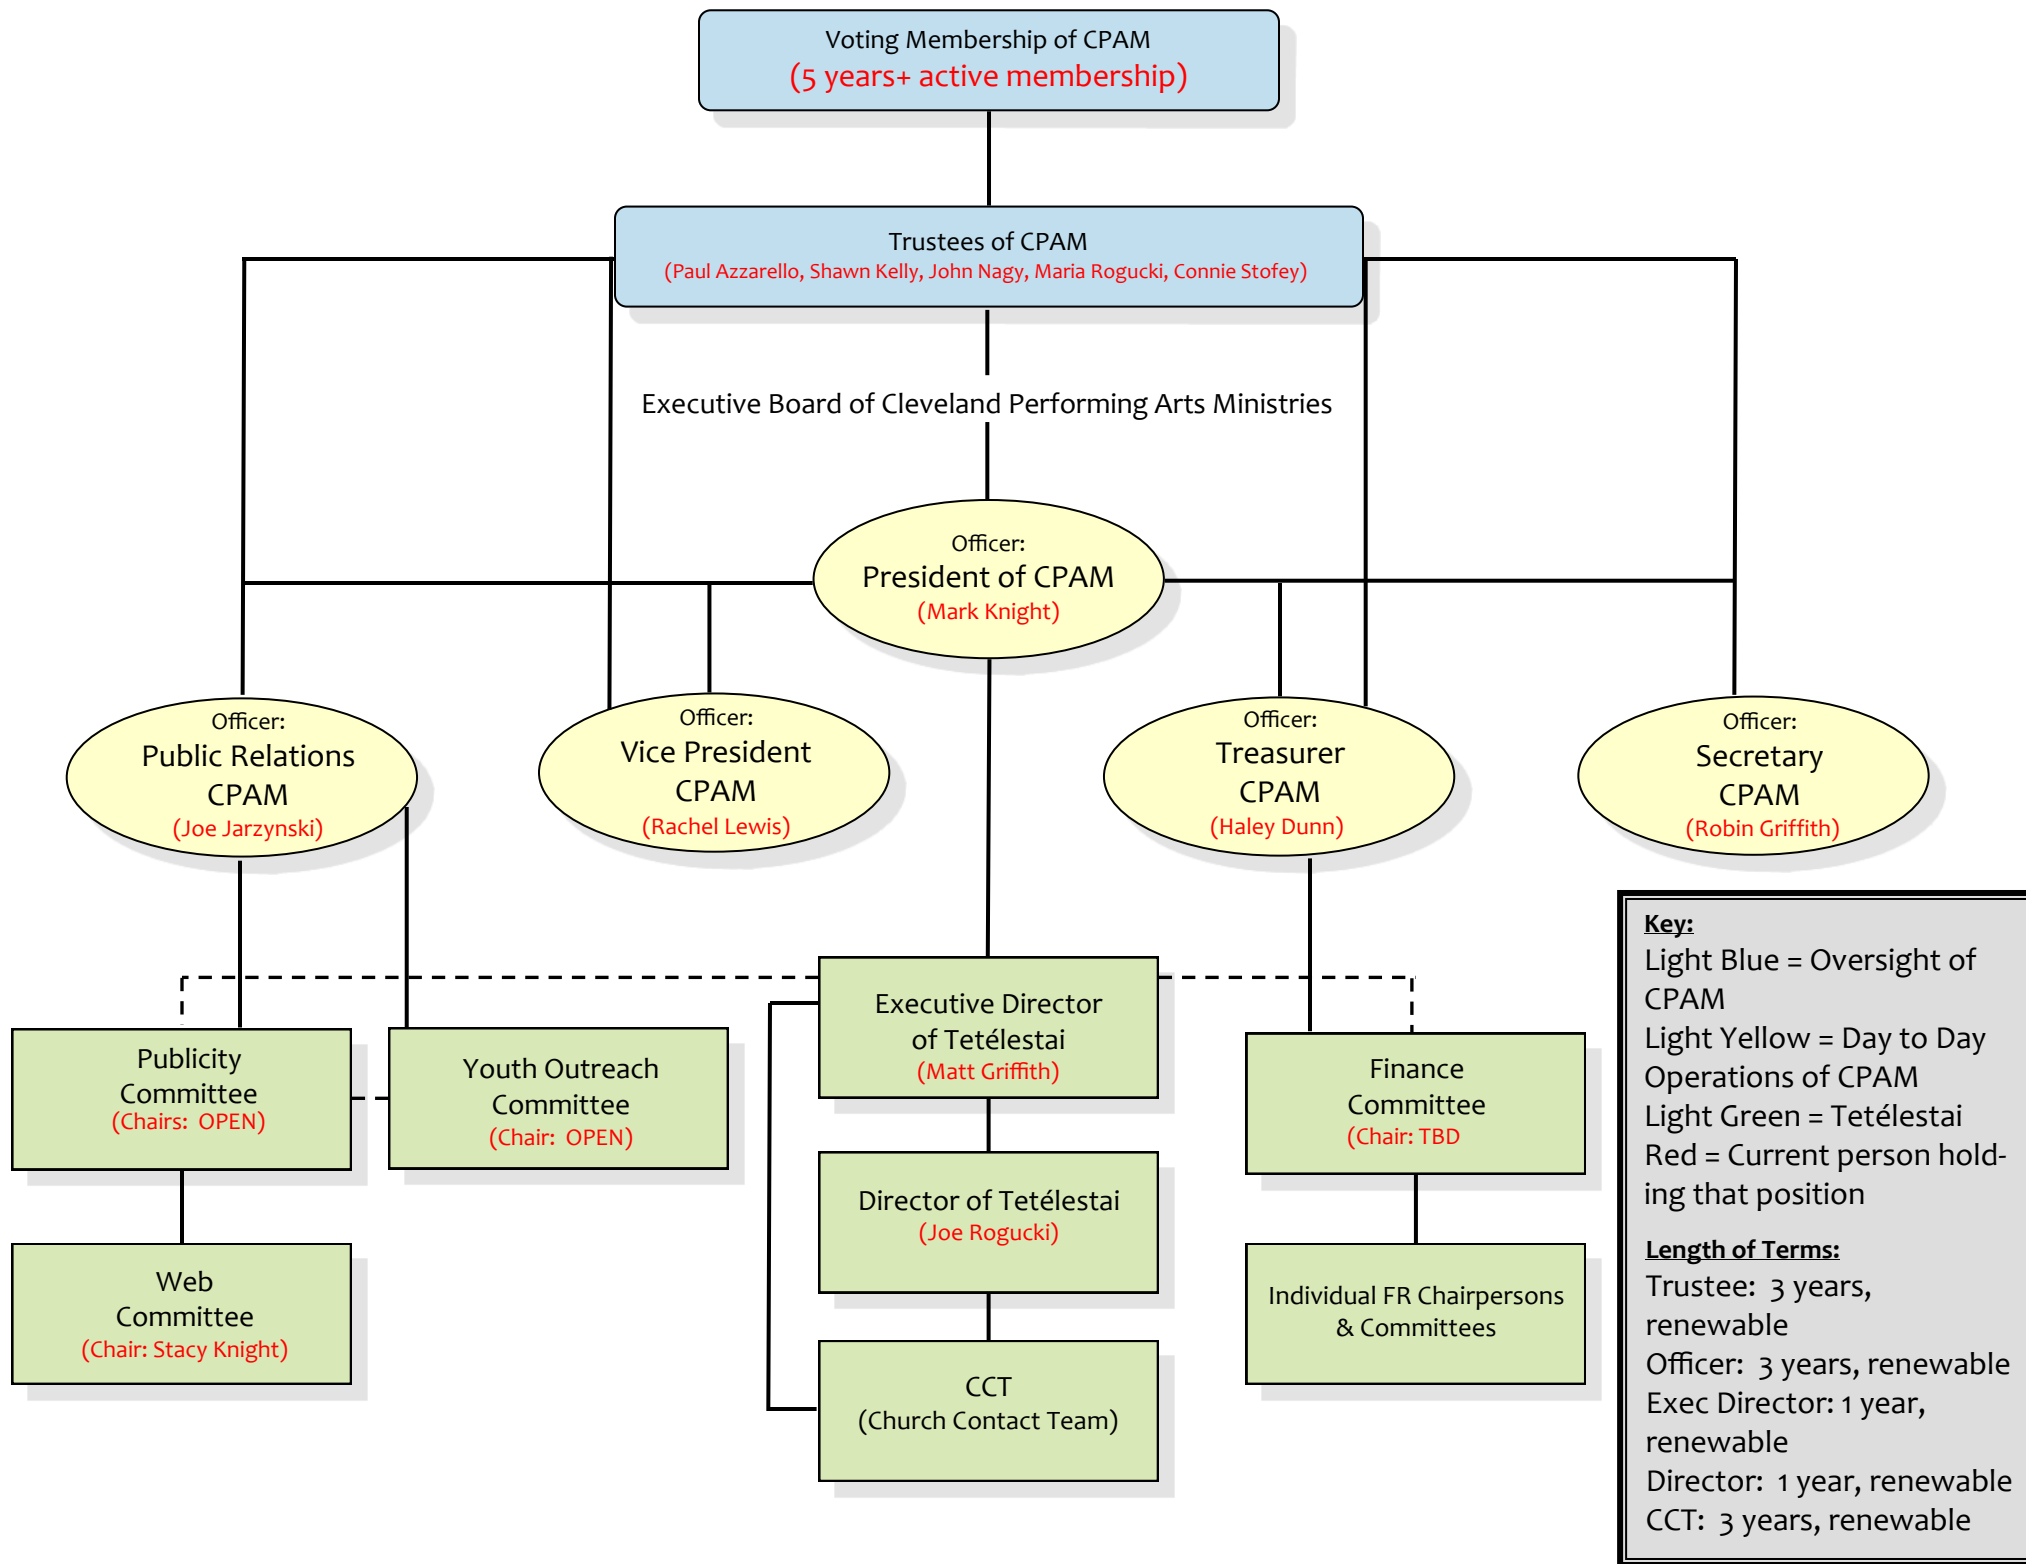 Voting Membership of CPAM
(5 years+ active membership)
Trustees of CPAM
(Paul Azzarello, Shawn Kelly, John Nagy, Maria Rogucki, Connie Stofey)
Executive Board of Cleveland Performing Arts Ministries
Officer:
President of CPAM
(Mark Knight)
Officer:
Public Relations
CPAM
(Joe Jarzynski)
Officer:
Vice President
CPAM
(Rachel Lewis)
Officer:
Treasurer
CPAM
(Haley Dunn)
Officer:
Secretary
CPAM
(Robin Griffith)
Publicity
Committee
(Chairs:  OPEN)
Youth Outreach
Committee
(Chair:  OPEN)
Executive Director
of Tetélestai
(Matt Griffith)
Finance
Committee
(Chair: TBD
Web
Committee
(Chair: Stacy Knight)
Director of Tetélestai
(Joe Rogucki)
Individual FR Chairpersons
& Committees
CCT
(Church Contact Team)
Key:
Light Blue = Oversight of
CPAM
Light Yellow = Day to Day
Operations of CPAM
Light Green = Tetélestai
Red = Current person hold-
ing that position
Length of Terms:
Trustee:  3 years,
renewable
Officer:  3 years, renewable
Exec Director: 1 year,
renewable
Director:  1 year, renewable
CCT:  3 years, renewable